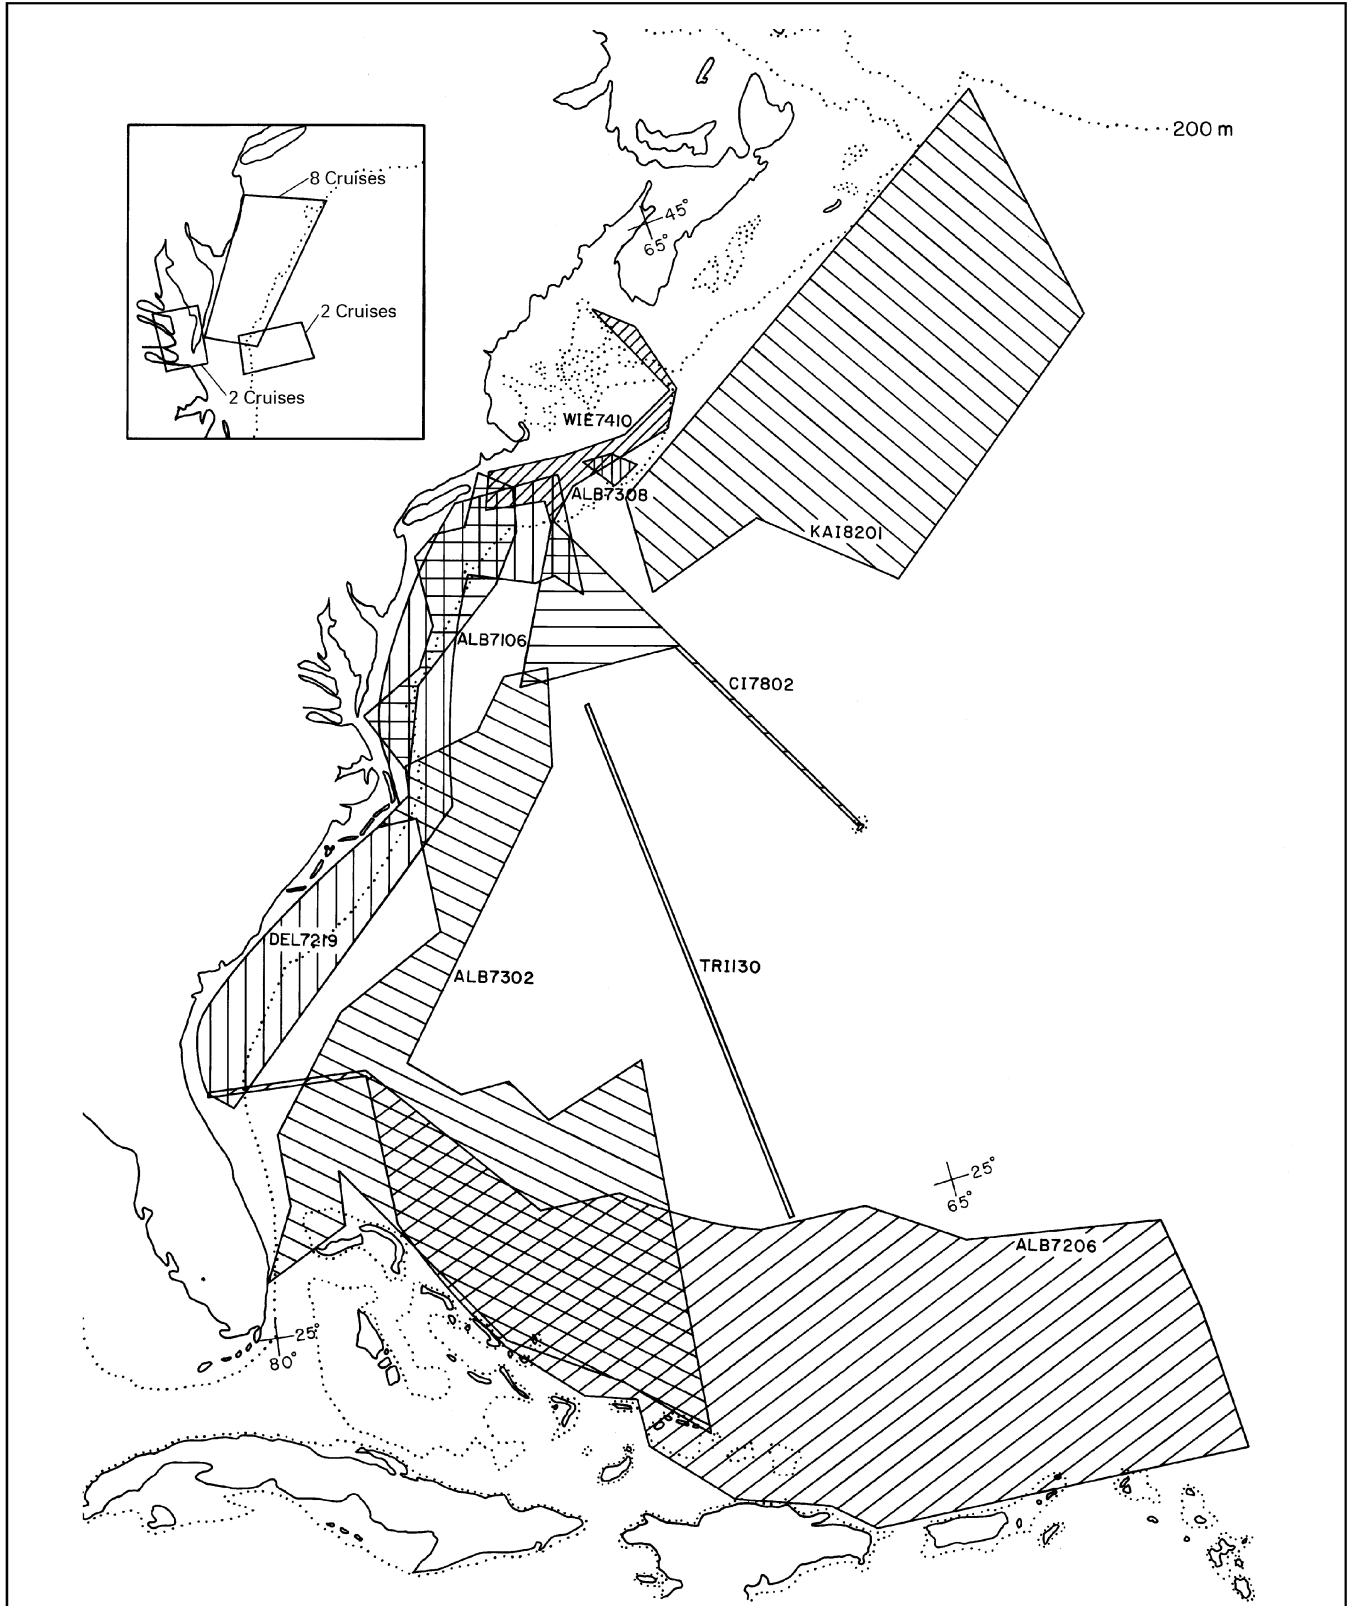 200 m
8 Cruises
45°
65°
2 Cruises
2 Cruises
WIE7410
ALB7308
KAI8201
ALB7106
CI7802
DEL7219
TRI130
ALB7302
25°
65°
ALB7206
25°
80°